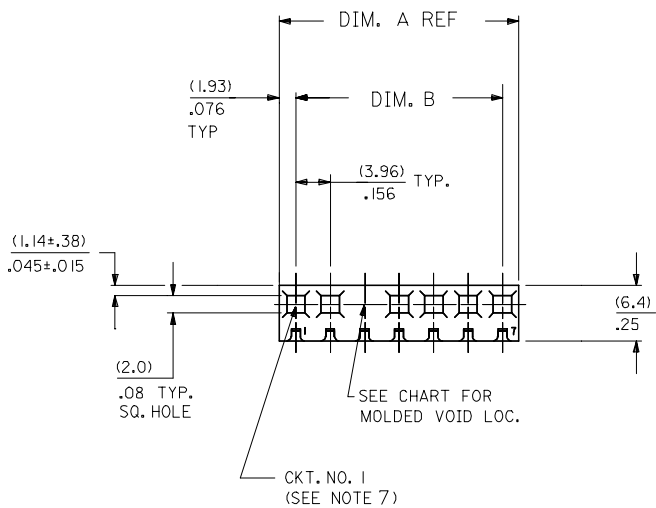 DIM. A REF
(1.93)
.076
TYP
DIM. B
(3.96)
.156
TYP.
(1.14±.38)
.045±.015
(6.4)
.25
1
7
(2.0)
.08 TYP.
SQ. HOLE
SEE CHART FOR
MOLDED VOID LOC.
CKT. NO. 1
(SEE NOTE 7)